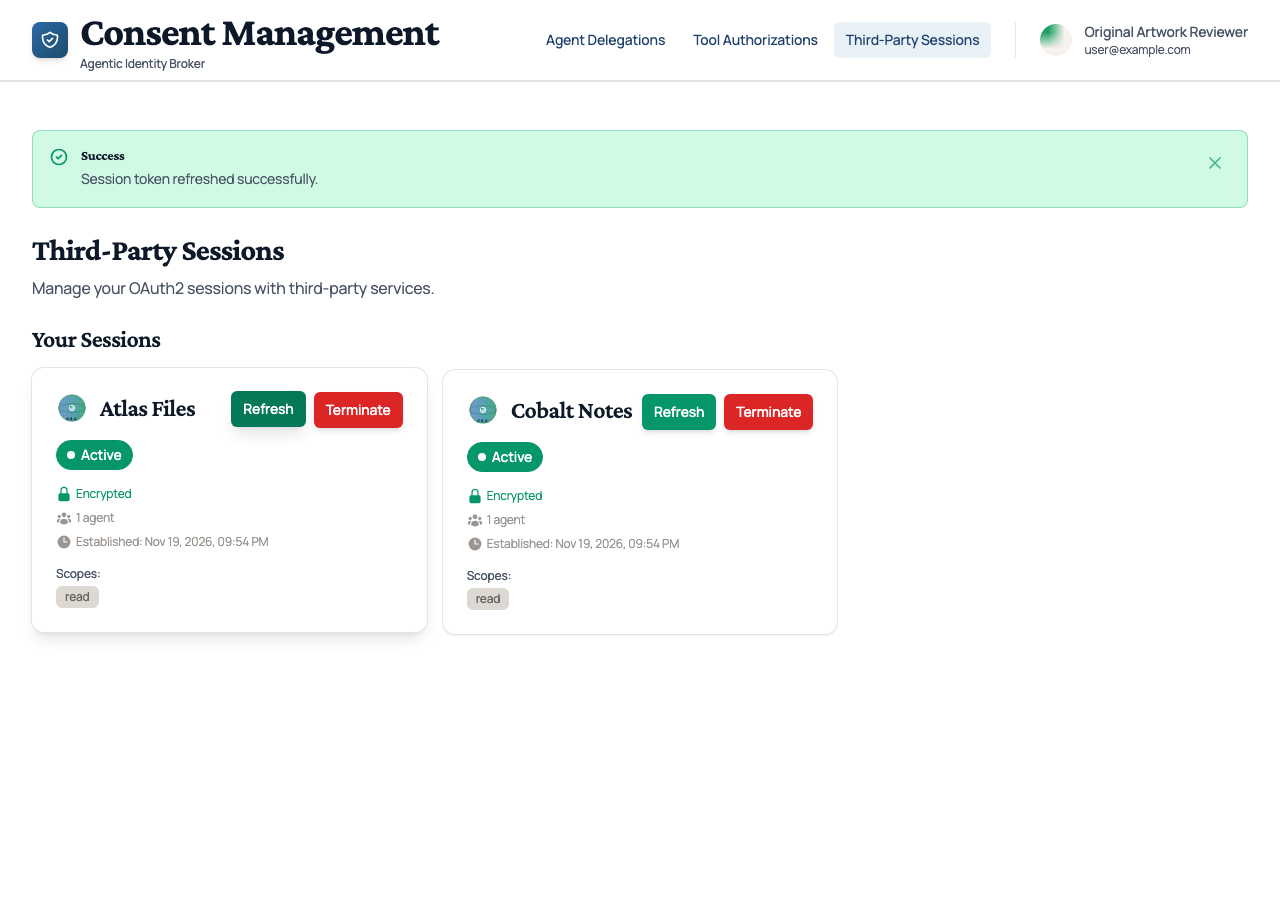 Consent Management
Agentic Identity Broker
Agent Delegations
Tool Authorizations
Third-Party Sessions
Original Artwork Reviewer
user@example.com
Success
Session token refreshed successfully.
Third-Party Sessions
Manage your OAuth2 sessions with third-party services.
Your Sessions
Atlas Files
Refresh
Terminate
Active
Encrypted
1 agent
Established: Nov 19, 2026, 09:54 PM
Scopes:
read
Cobalt Notes
Refresh
Terminate
Active
Encrypted
1 agent
Established: Nov 19, 2026, 09:54 PM
Scopes:
read